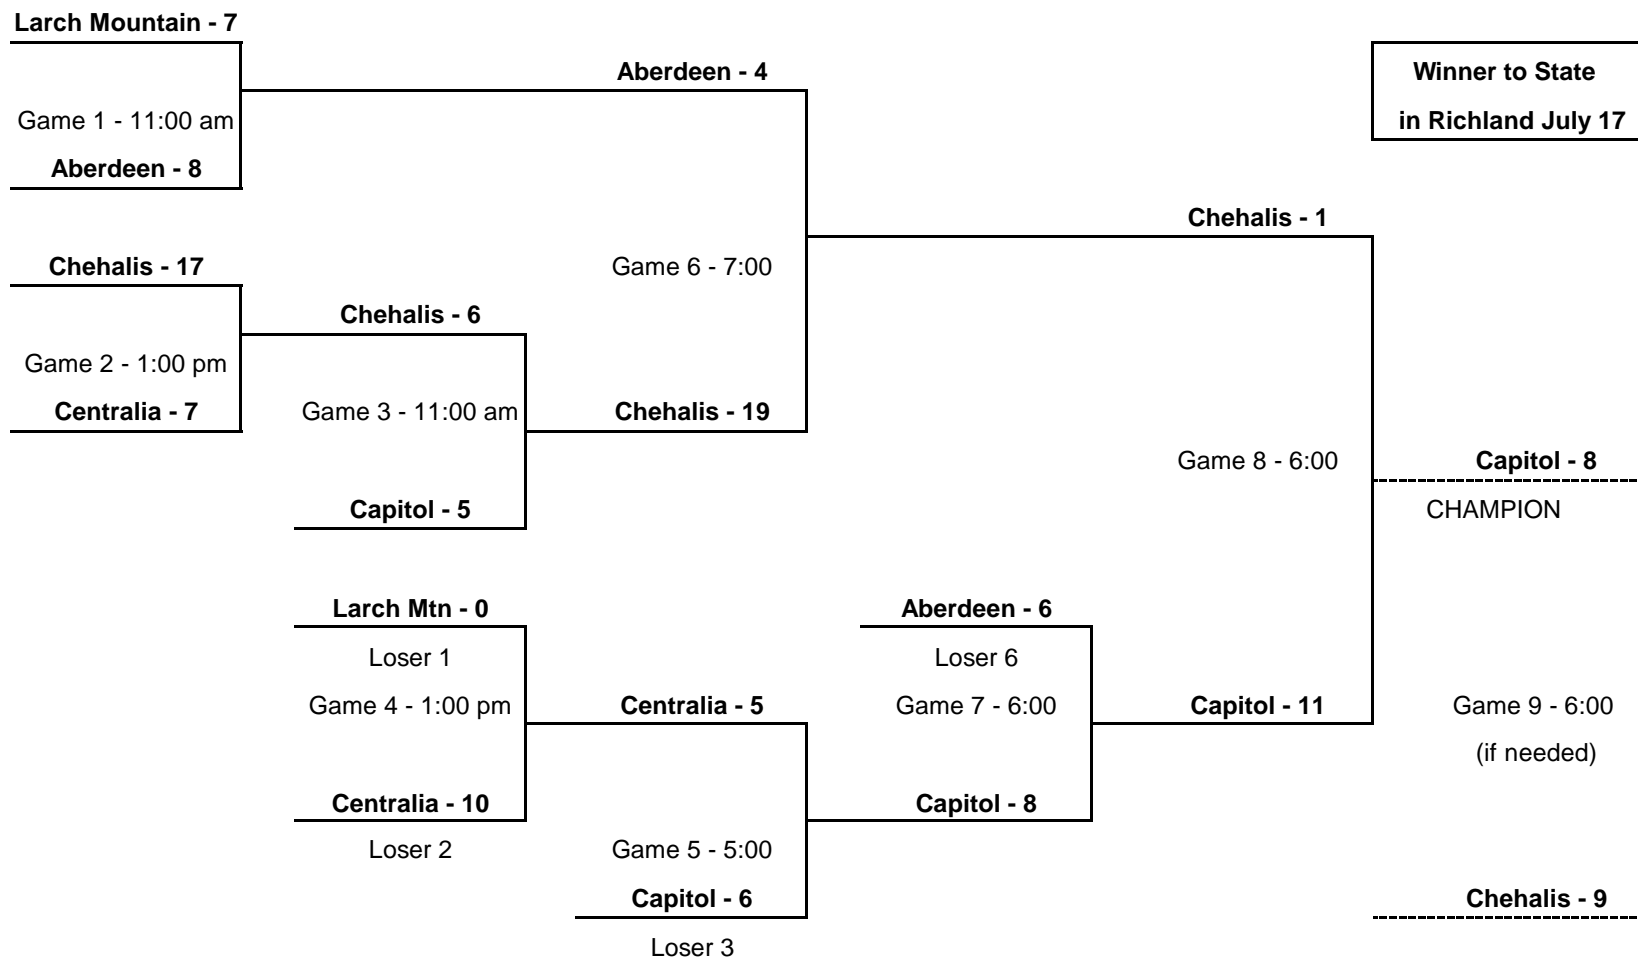 Larch Mountain - 7
Aberdeen - 4
Winner to State
Game 1 - 11:00 am
in Richland July 17
Aberdeen - 8
Chehalis - 1
Chehalis - 17
Game 6 - 7:00
Chehalis - 6
Game 2 - 1:00 pm
Centralia - 7
Game 3 - 11:00 am
Chehalis - 19
Game 8 - 6:00
Capitol - 8
Capitol - 5
CHAMPION
Larch Mtn - 0
Aberdeen - 6
Loser 1
Loser 6
Game 4 - 1:00 pm
Centralia - 5
Game 7 - 6:00
Capitol - 11
Game 9 - 6:00
(if needed)
Centralia - 10
Capitol - 8
Loser 2
Game 5 - 5:00
Capitol - 6
Chehalis - 9
Loser 3